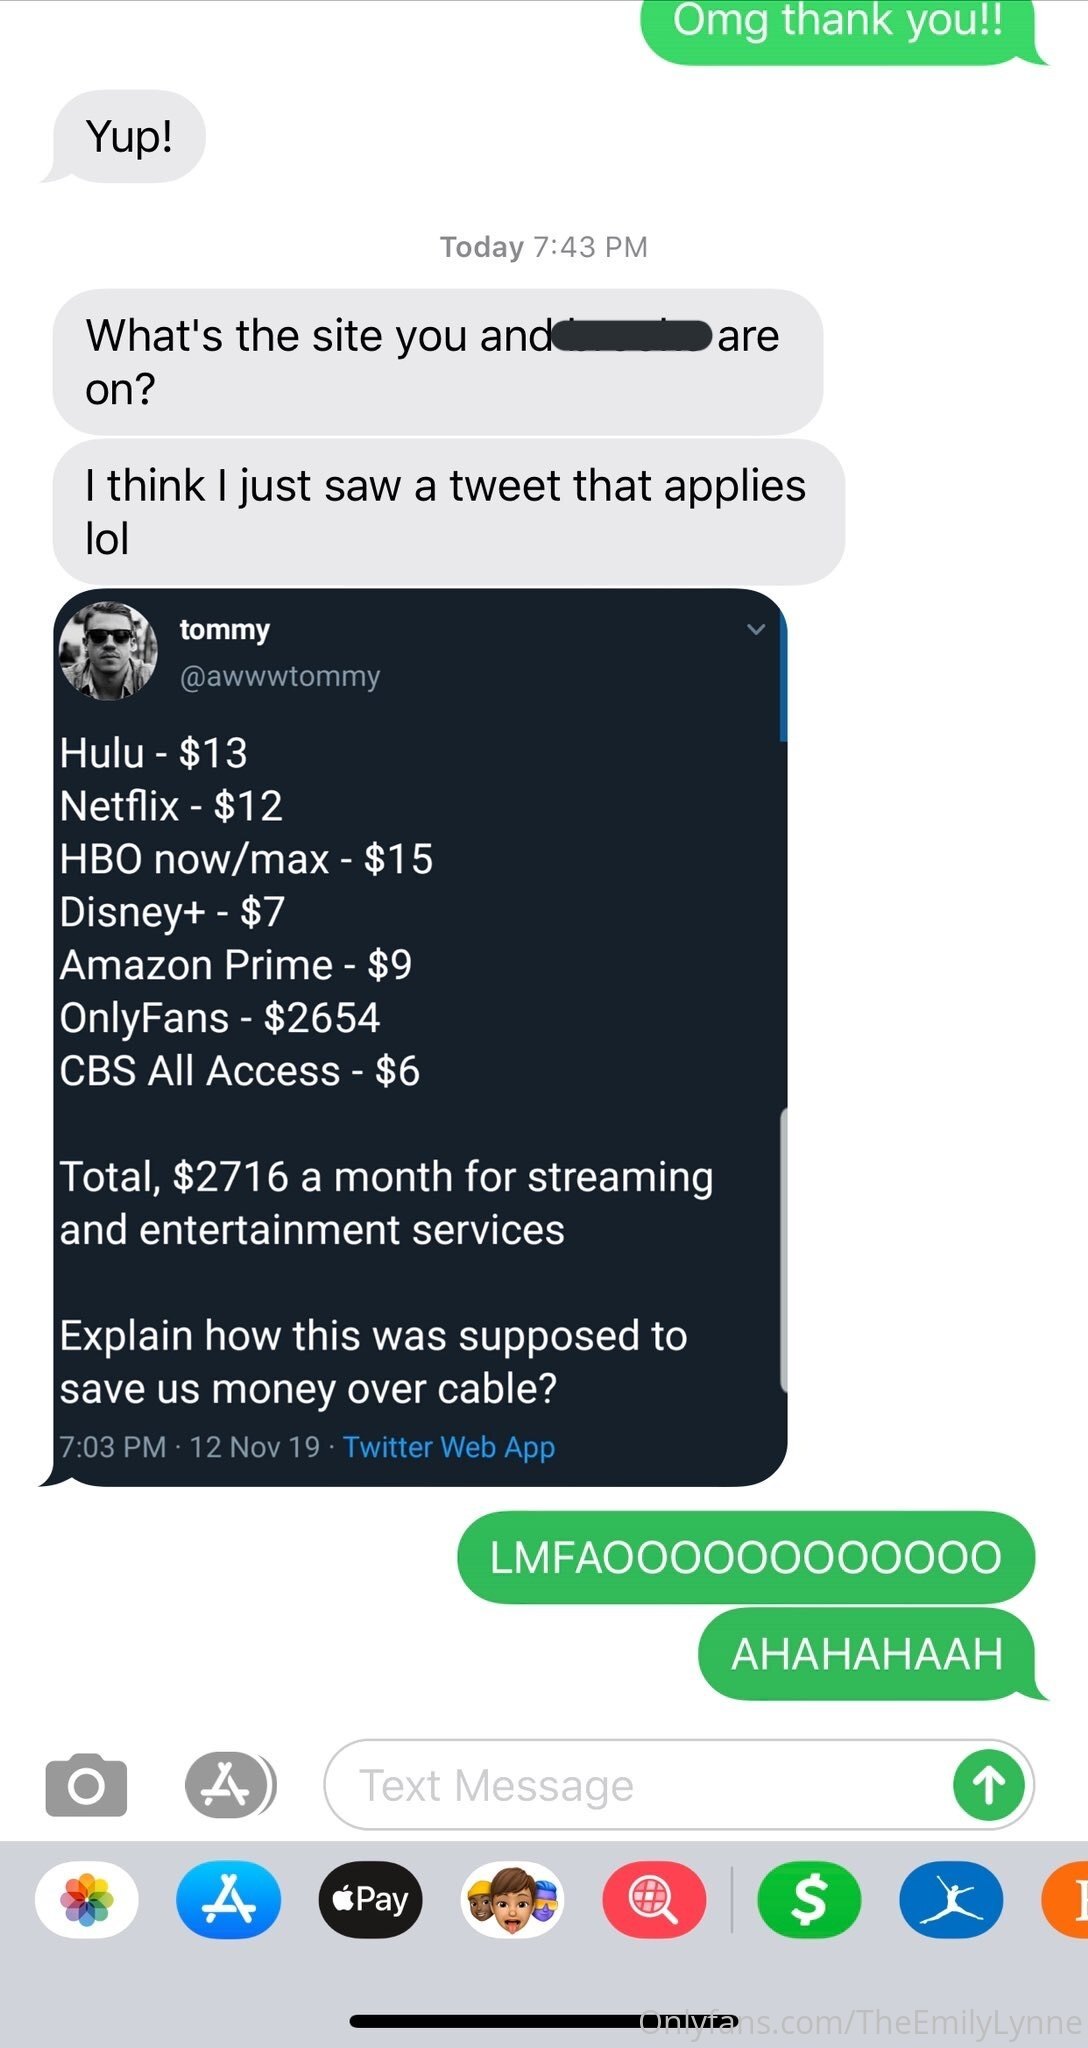 Omg thank you!!
Yup!
Today 7:43 PM
What's the site you and are
on?
I think I just saw a tweet that applies
lol
tommy
@awwwtommy
Hulu - $13
Netflix - $12
HBO now/max - $15
Disney+ - $7
Amazon Prime - $9
OnlyFans - $2654
CBS All Access - $6
Total, $2716 a month for streaming
and entertainment services
Explain how this was supposed to
save us money over cable?
7:03 PM · 12 Nov 19 · Twitter Web App
LMFAOOOOOOOOOOOO
AHAHAHAAH
Text Message
Pay
$
Onlyfans.com/TheEmilyLynne